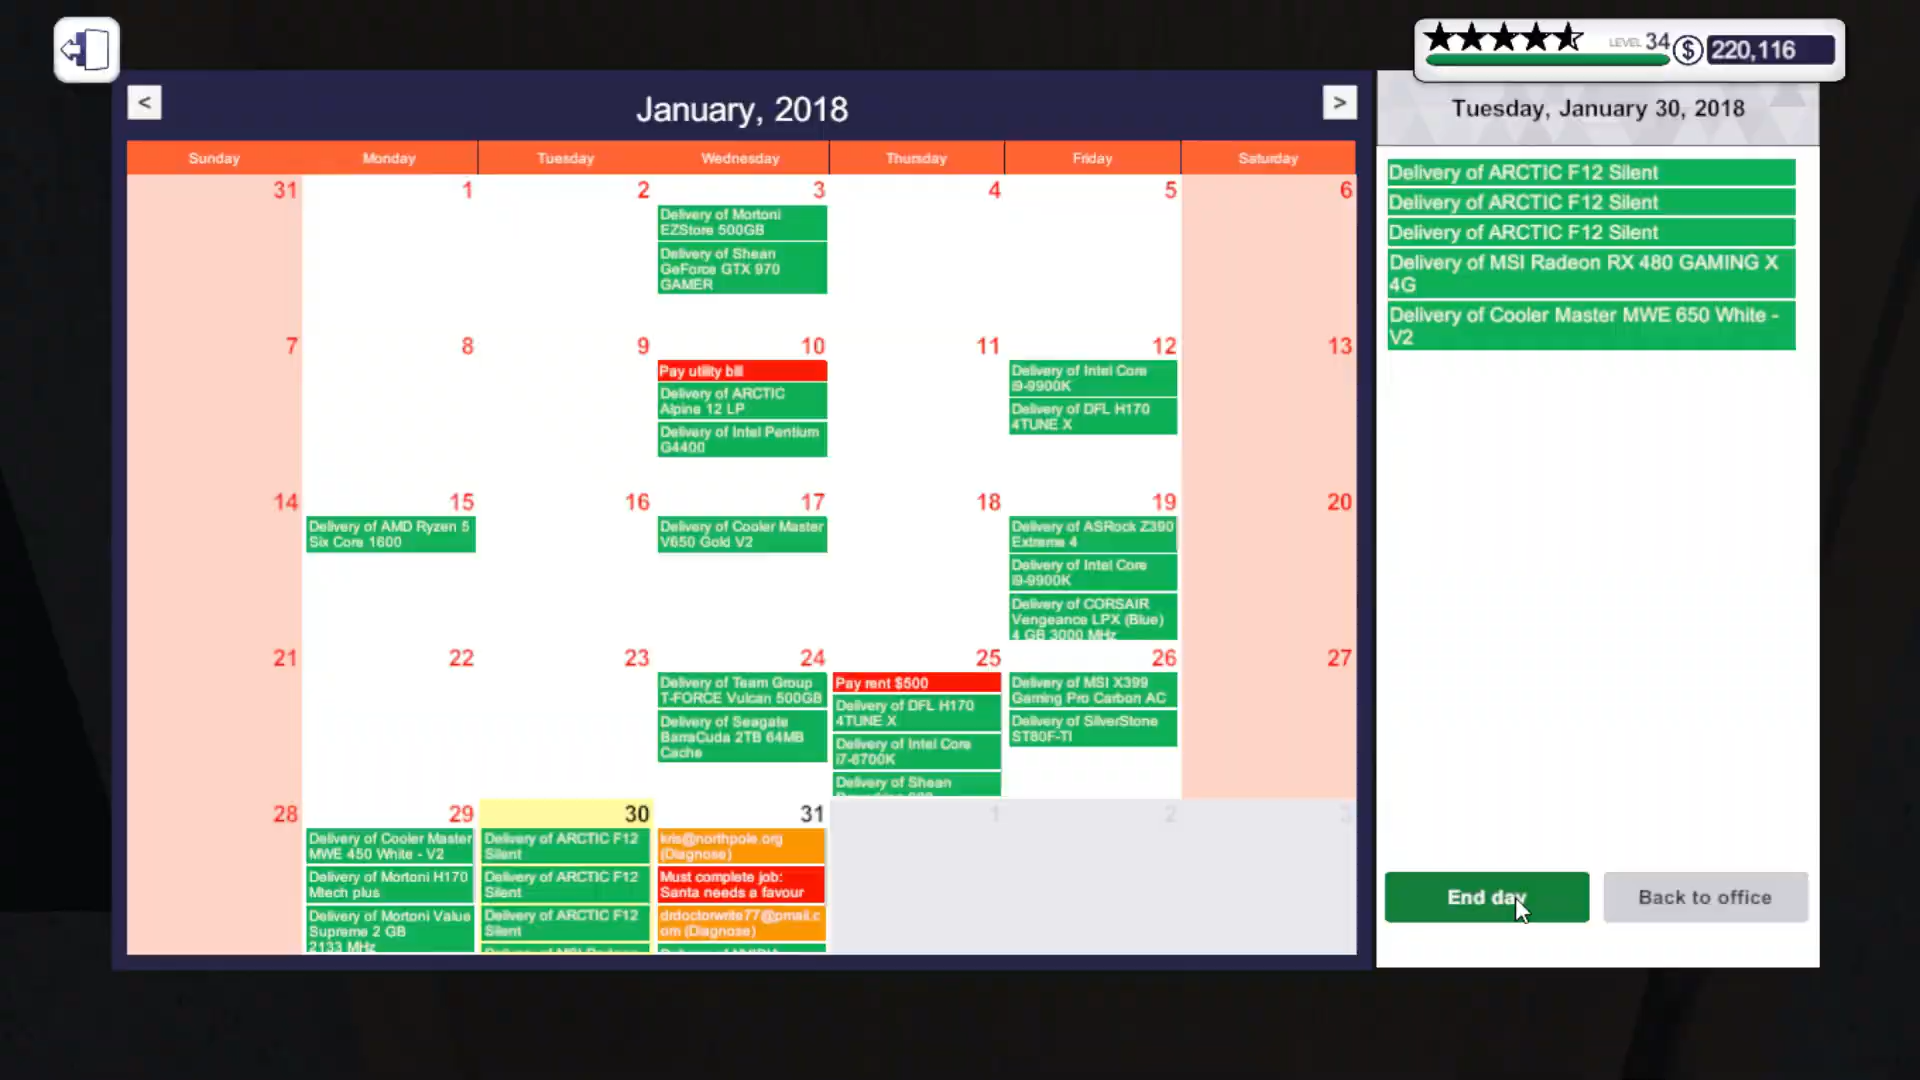 LEVEL 34
$ 220,116
<
January, 2018
>
Tuesday, January 30, 2018
Sunday Monday Tuesday Wednesday Thursday Friday Saturday
31 1 2 3 4 5 6
Delivery of Mortoni
EZStore 500GB
Delivery of Shean
GeForce GTX 970
GAMER
7 8 9 10 11 12 13
Pay utility bill
Delivery of ARCTIC
Alpine 12 LP
Delivery of Intel Pentium
G4400
Delivery of Intel Core
i9-9900K
Delivery of DFL H170
4TUNE X
14 15 16 17 18 19 20
Delivery of AMD Ryzen 5
Six Core 1600
Delivery of Cooler Master
V650 Gold V2
Delivery of ASRock Z390
Extreme 4
Delivery of Intel Core
i9-9900K
Delivery of CORSAIR
Vengeance LPX (Blue)
4 GB 3000 MHz
21 22 23 24 25 26 27
Delivery of Team Group
T-FORCE Vulcan 500GB
Delivery of Seagate
BarraCuda 2TB 64MB
Cache
Pay rent $500
Delivery of DFL H170
4TUNE X
Delivery of Intel Core
i7-6700K
Delivery of Shean
Delivery of MSI X399
Gaming Pro Carbon AC
Delivery of SilverStone
ST80F-TI
28 29 30 31 1 2 3
Delivery of Cooler Master
MWE 450 White - V2
Delivery of Mortoni H170
Mtech plus
Delivery of Mortoni Value
Supreme 2 GB
2133 MHz
Delivery of ARCTIC F12
Silent
Delivery of ARCTIC F12
Silent
Delivery of ARCTIC F12
Silent
kris@northpole.org
(Diagnose)
Must complete job:
Santa needs a favour
drdoctorwrite77@pmail.c
om (Diagnose)
Delivery of ARCTIC F12 Silent
Delivery of ARCTIC F12 Silent
Delivery of ARCTIC F12 Silent
Delivery of MSI Radeon RX 480 GAMING X
4G
Delivery of Cooler Master MWE 650 White -
V2
End day
Back to office